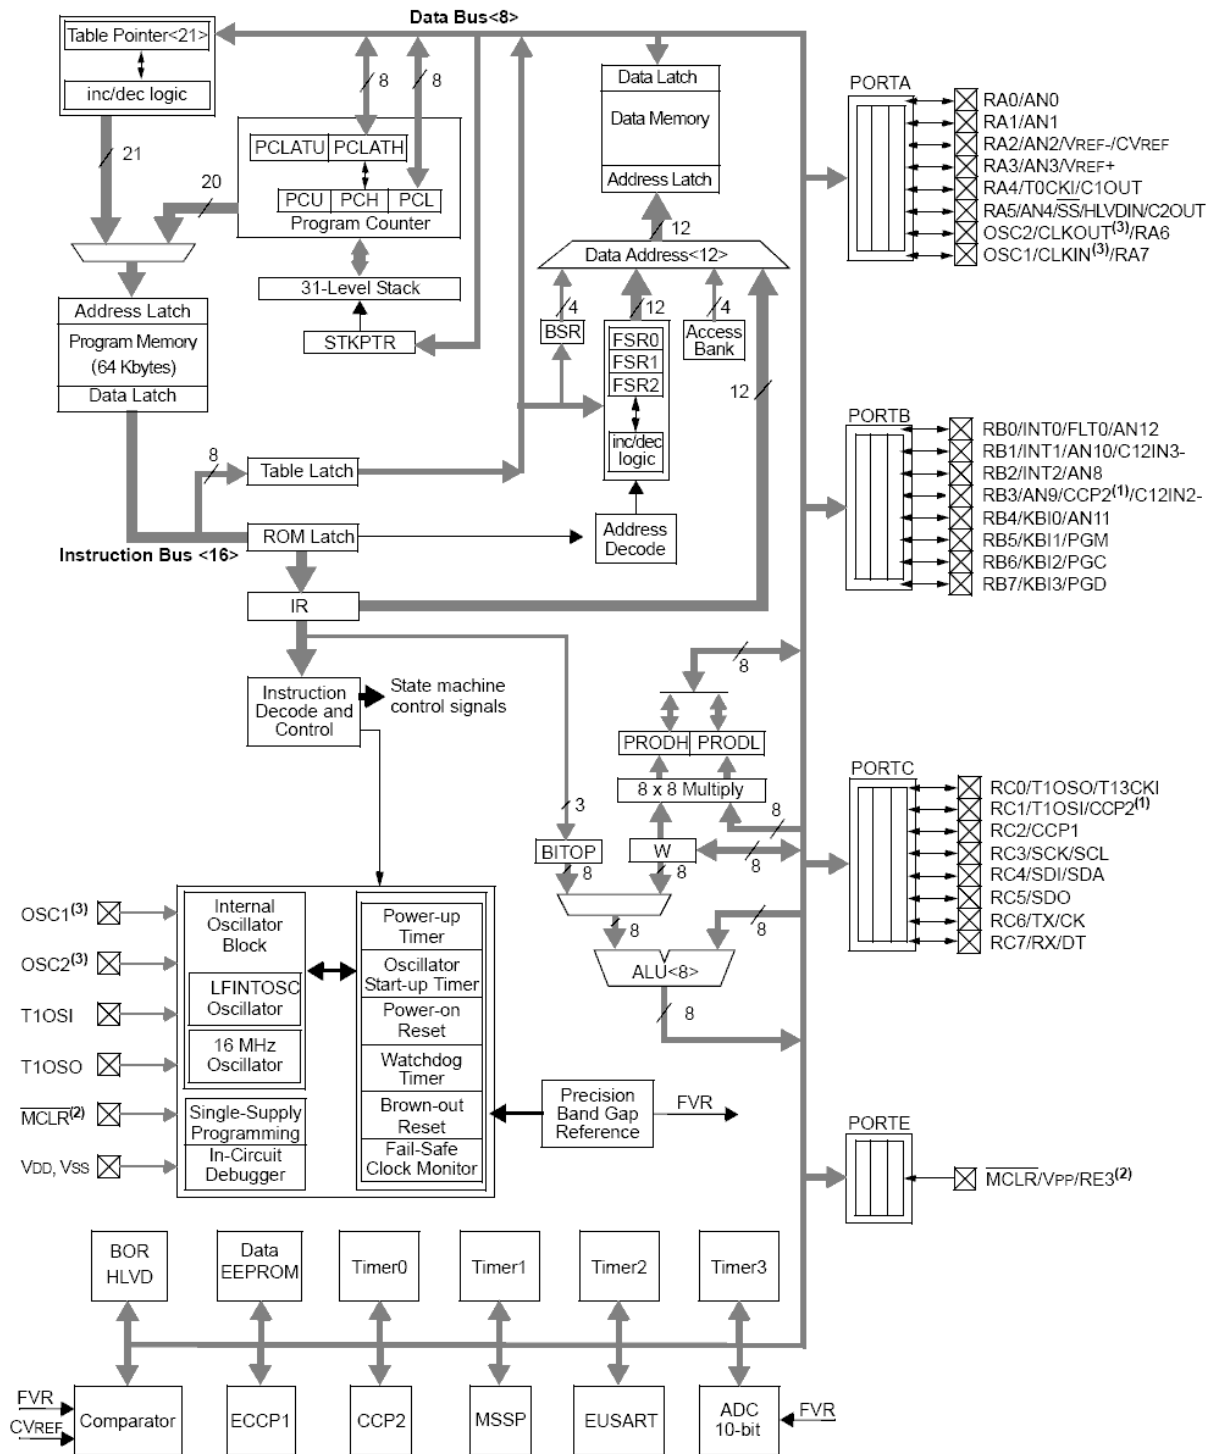 Data Bus<8>
Table Pointer<21>
inc/dec logic
21
20
8
8
PCLATU PCLATH
PCU PCH PCL
Program Counter
31-Level Stack
STKPTR
Address Latch
Program Memory
(64 Kbytes)
Data Latch
8
Table Latch
ROM Latch
Instruction Bus <16>
IR
Data Latch
Data Memory
Address Latch
12
Data Address<12>
4
12
4
BSR
FSR0
FSR1
FSR2
inc/dec
logic
Access
Bank
12
Address
Decode
Instruction
Decode and
Control
State machine
control signals
8
PRODH PRODL
8 x 8 Multiply
3
8
BITOP
W
8
8
8
8
8
ALU<8>
8
OSC1(3)
OSC2(3)
T1OSI
T1OSO
MCLR(2)
VDD, VSS
Internal
Oscillator
Block
LFINTOSC
Oscillator
16 MHz
Oscillator
Single-Supply
Programming
In-Circuit
Debugger
Power-up
Timer
Oscillator
Start-up Timer
Power-on
Reset
Watchdog
Timer
Brown-out
Reset
Fail-Safe
Clock Monitor
Precision
Band Gap
Reference
FVR
PORTA
RA0/AN0
RA1/AN1
RA2/AN2/VREF-/CVREF
RA3/AN3/VREF+
RA4/T0CKI/C1OUT
RA5/AN4/SS/HLVDIN/C2OUT
OSC2/CLKOUT(3)/RA6
OSC1/CLKIN(3)/RA7
PORTB
RB0/INT0/FLT0/AN12
RB1/INT1/AN10/C12IN3-
RB2/INT2/AN8
RB3/AN9/CCP2(1)/C12IN2-
RB4/KBI0/AN11
RB5/KBI1/PGM
RB6/KBI2/PGC
RB7/KBI3/PGD
PORTC
RC0/T1OSO/T13CKI
RC1/T1OSI/CCP2(1)
RC2/CCP1
RC3/SCK/SCL
RC4/SDI/SDA
RC5/SDO
RC6/TX/CK
RC7/RX/DT
PORTE
MCLR/VPP/RE3(2)
BOR
HLVD
Data
EEPROM
Timer0
Timer1
Timer2
Timer3
FVR
CVREF
Comparator
ECCP1
CCP2
MSSP
EUSART
ADC
10-bit
FVR